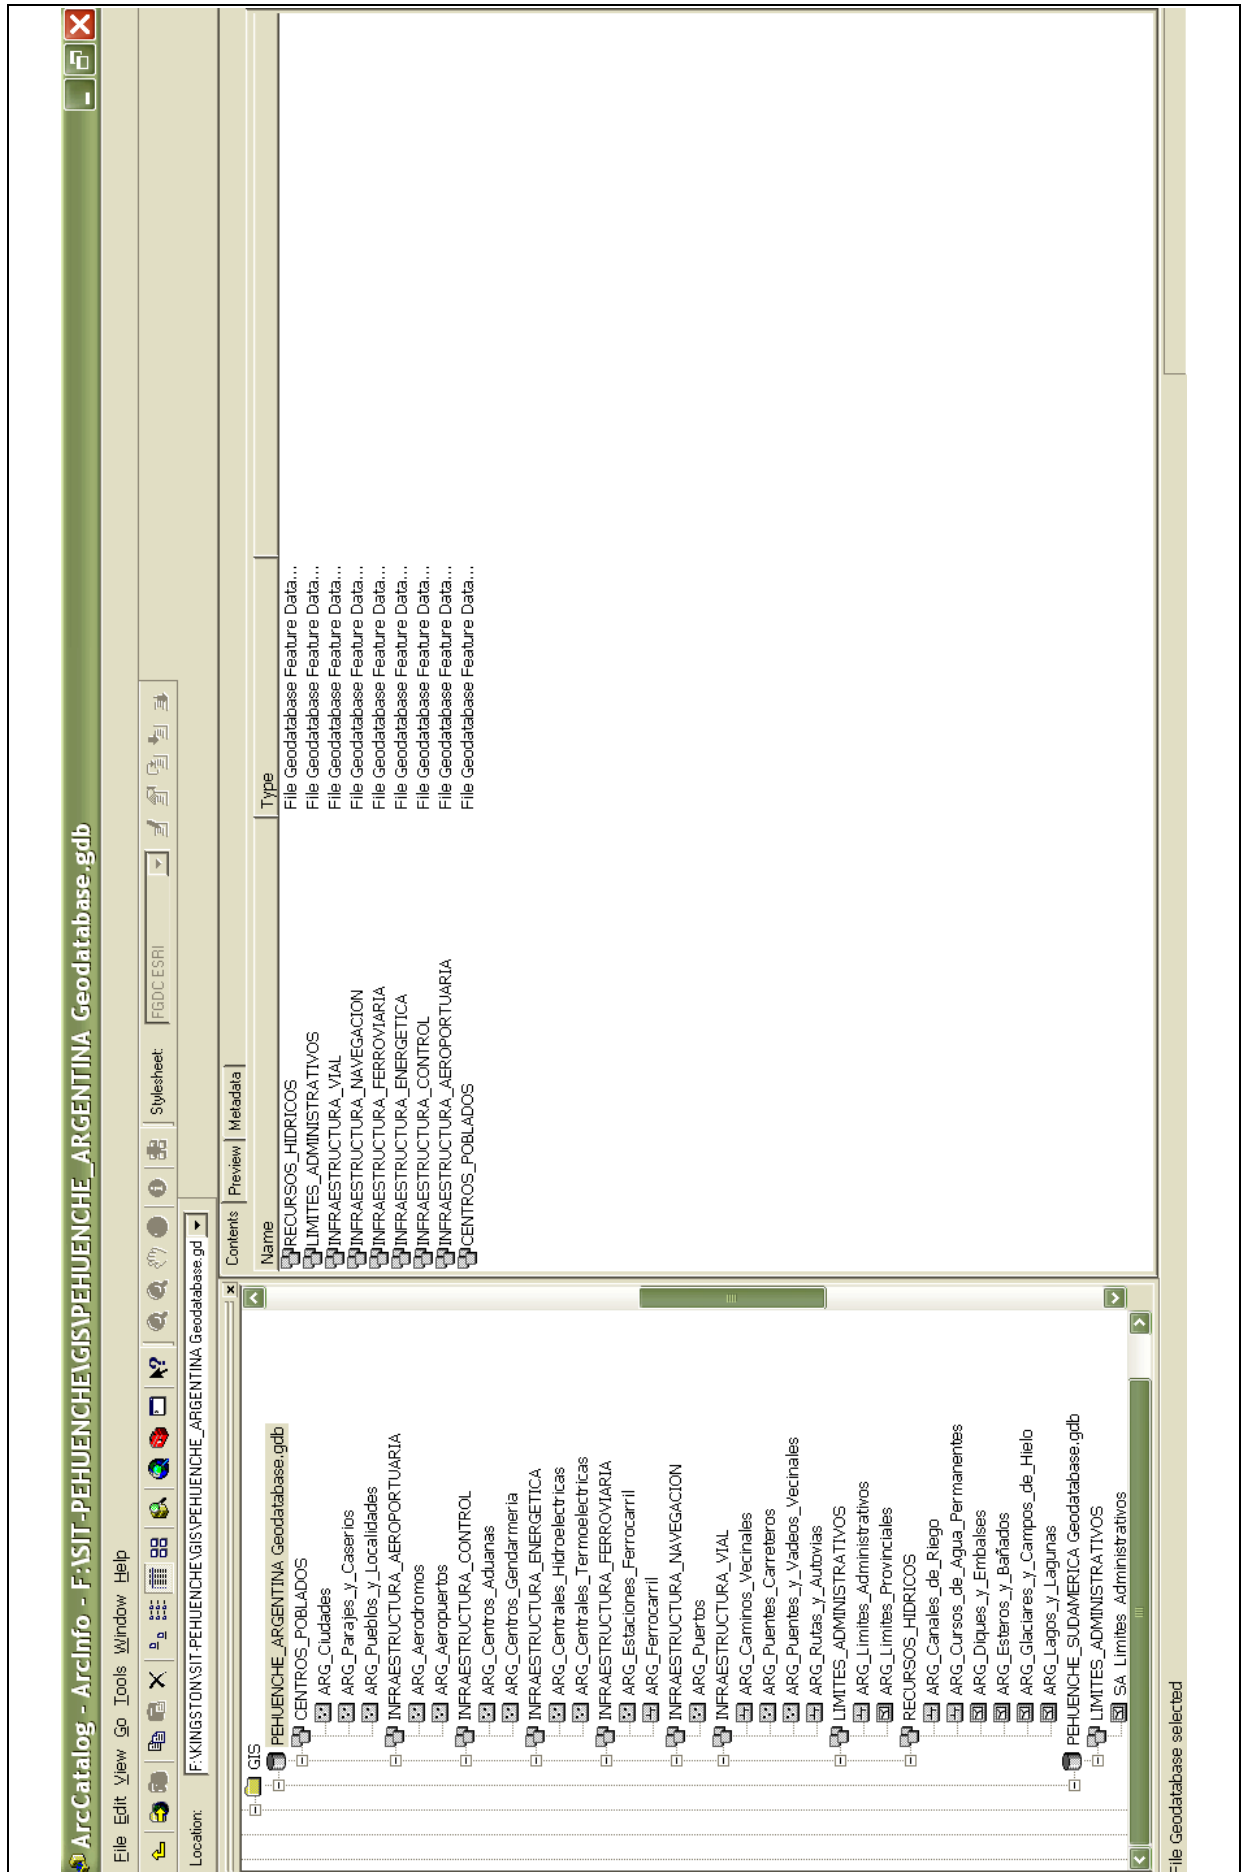 ArcCatalog - ArcInfo - F:\SIT-PEHUENCHE\GIS\PEHUENCHE_ARGENTINA Geodatabase.gdb
File Edit View Go Tools Window Help
Stylesheet: FGDC ESRI
Location: F:\KINGSTON\SIT-PEHUENCHE\GIS\PEHUENCHE_ARGENTINA Geodatabase.gd
GIS
PEHUENCHE_ARGENTINA Geodatabase.gdb
CENTROS_POBLADOS
ARG_Ciudades
ARG_Parajes_y_Caserios
ARG_Pueblos_y_Localidades
INFRAESTRUCTURA_AEROPORTUARIA
ARG_Aerodromos
ARG_Aeropuertos
INFRAESTRUCTURA_CONTROL
ARG_Centros_Aduanas
ARG_Centros_Gendarmeria
INFRAESTRUCTURA_ENERGETICA
ARG_Centrales_Hidroelectricas
ARG_Centrales_Termoelectricas
INFRAESTRUCTURA_FERROVIARIA
ARG_Estaciones_Ferrocarril
ARG_Ferrocarril
INFRAESTRUCTURA_NAVEGACION
ARG_Puertos
INFRAESTRUCTURA_VIAL
ARG_Caminos_Vecinales
ARG_Puentes_Carreteros
ARG_Puentes_y_Vadeos_Vecinales
ARG_Rutas_y_Autovias
LIMITES_ADMINISTRATIVOS
ARG_Limites_Administrativos
ARG_Limites_Provinciales
RECURSOS_HIDRICOS
ARG_Canales_de_Riego
ARG_Cursos_de_Agua_Permanentes
ARG_Diques_y_Embalses
ARG_Esteros_y_Bañados
ARG_Glaciares_y_Campos_de_Hielo
ARG_Lagos_y_Lagunas
PEHUENCHE_SUDAMERICA Geodatabase.gdb
LIMITES_ADMINISTRATIVOS
SA_Limites_Administrativos
Contents Preview Metadata
Name Type
RECURSOS_HIDRICOS File Geodatabase Feature Data...
LIMITES_ADMINISTRATIVOS File Geodatabase Feature Data...
INFRAESTRUCTURA_VIAL File Geodatabase Feature Data...
INFRAESTRUCTURA_NAVEGACION File Geodatabase Feature Data...
INFRAESTRUCTURA_FERROVIARIA File Geodatabase Feature Data...
INFRAESTRUCTURA_ENERGETICA File Geodatabase Feature Data...
INFRAESTRUCTURA_CONTROL File Geodatabase Feature Data...
INFRAESTRUCTURA_AEROPORTUARIA File Geodatabase Feature Data...
CENTROS_POBLADOS File Geodatabase Feature Data...
File Geodatabase selected